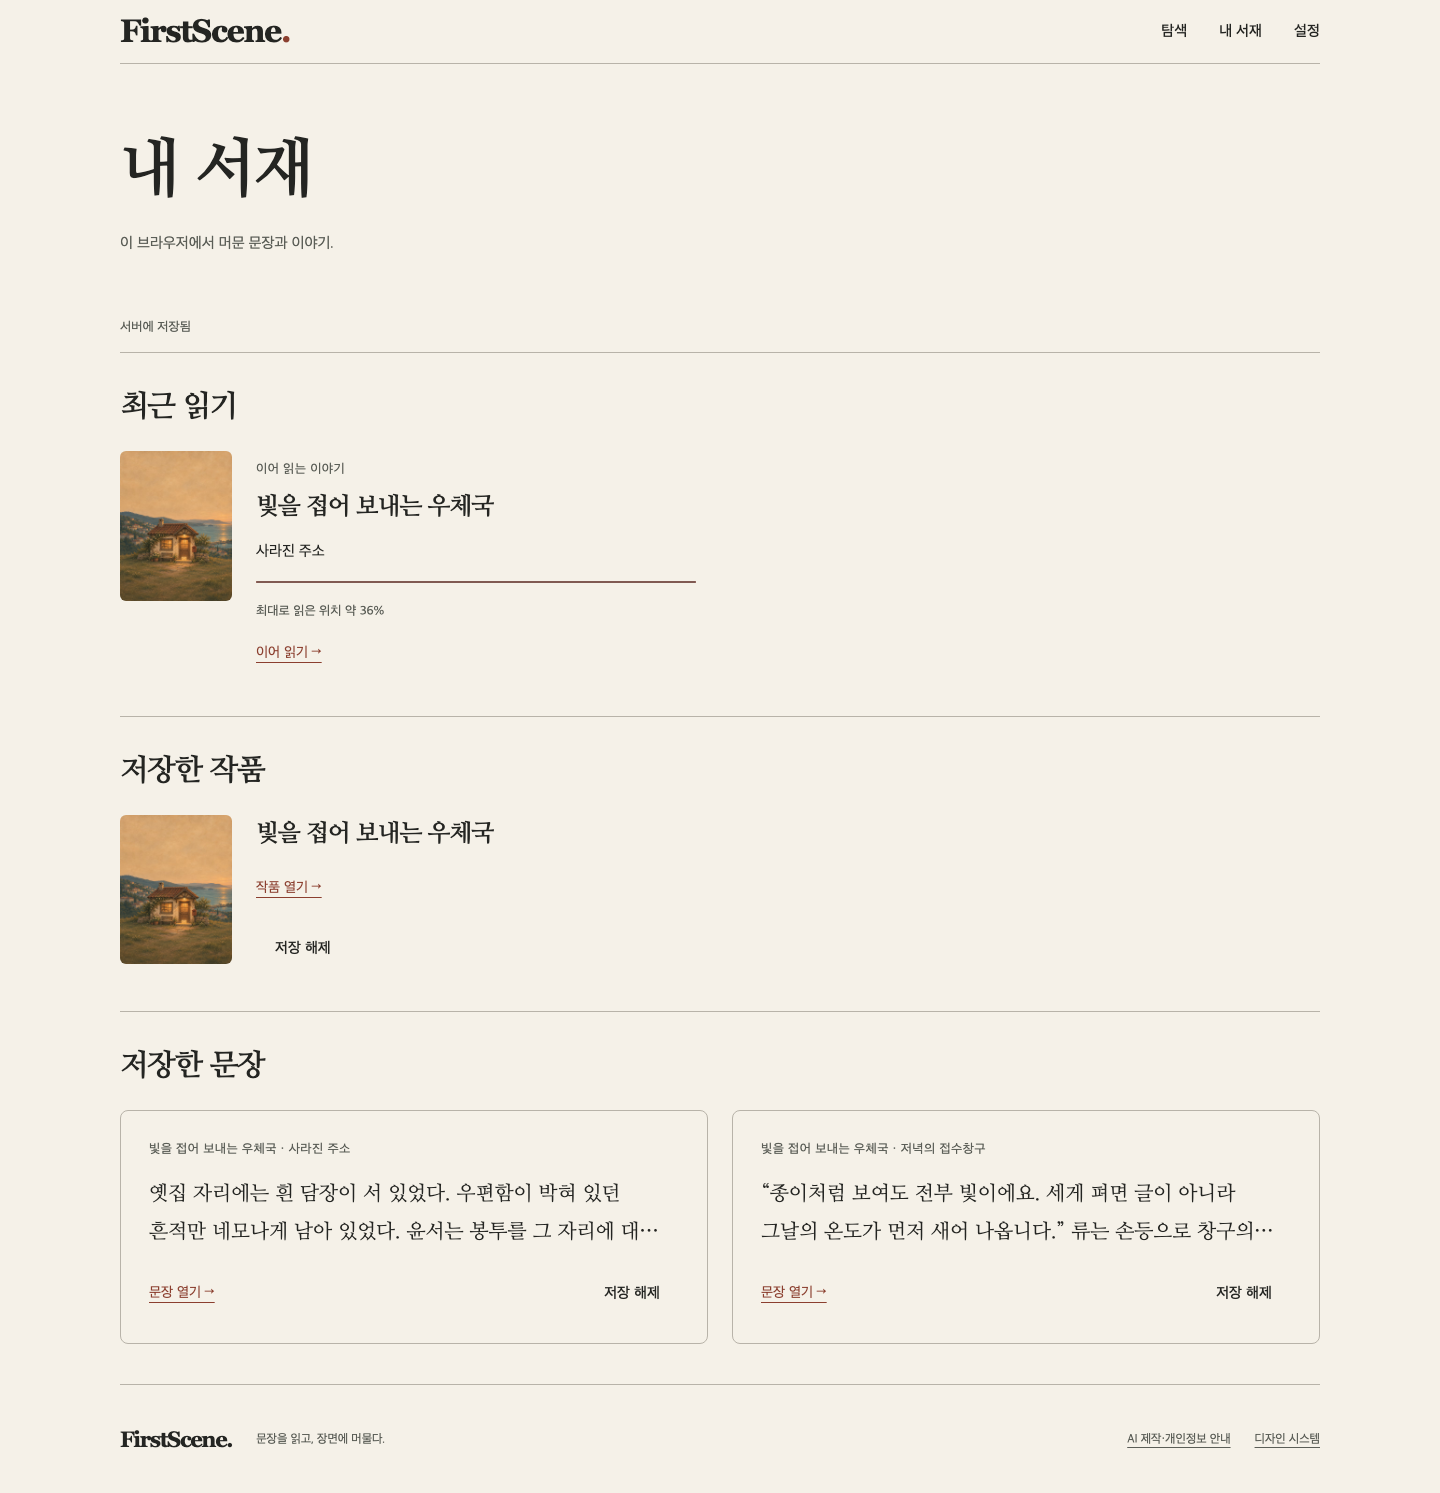 FirstScene.
탐색
내 서재
설정
내 서재
이 브라우저에서 머문 문장과 이야기.
서버에 저장됨
최근 읽기
이어 읽는 이야기
빛을 접어 보내는 우체국
사라진 주소
최대로 읽은 위치 약 36%
이어 읽기 →
저장한 작품
빛을 접어 보내는 우체국
작품 열기 →
저장 해제
저장한 문장
빛을 접어 보내는 우체국 · 사라진 주소
옛집 자리에는 흰 담장이 서 있었다. 우편함이 박혀 있던
흔적만 네모나게 남아 있었다. 윤서는 봉투를 그 자리에 대…
문장 열기 →
저장 해제
빛을 접어 보내는 우체국 · 저녁의 접수창구
“종이처럼 보여도 전부 빛이에요. 세게 펴면 글이 아니라
그날의 온도가 먼저 새어 나옵니다.” 류는 손등으로 창구의…
문장 열기 →
저장 해제
FirstScene.
문장을 읽고, 장면에 머물다.
AI 제작·개인정보 안내
디자인 시스템